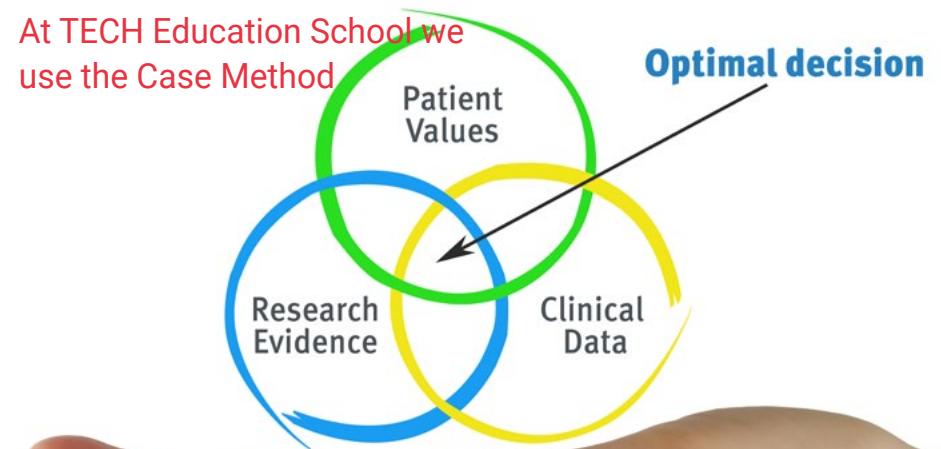 At TECH Education School we
use the Case Method
Optimal decision
Patient
Values
Research
Evidence
Clinical
Data